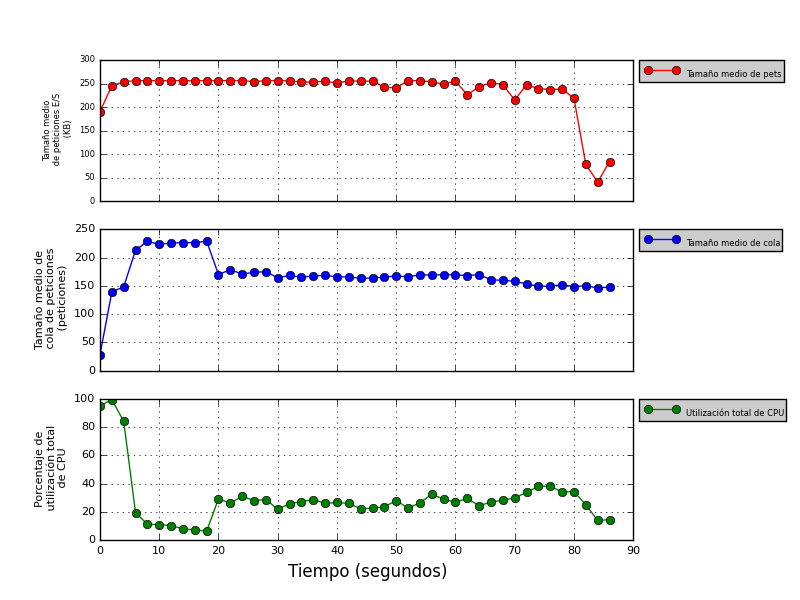 300
250
200
150
100
50
0
Tamaño medio
de peticiones E/S
(KB)
Tamaño medio de pets
250
200
150
100
50
0
Tamaño medio de
cola de peticiones
(peticiones)
Tamaño medio de cola
100
80
60
40
20
0
Porcentaje de
utilización total
de CPU
Utilización total de CPU
0 10 20 30 40 50 60 70 80 90
Tiempo (segundos)